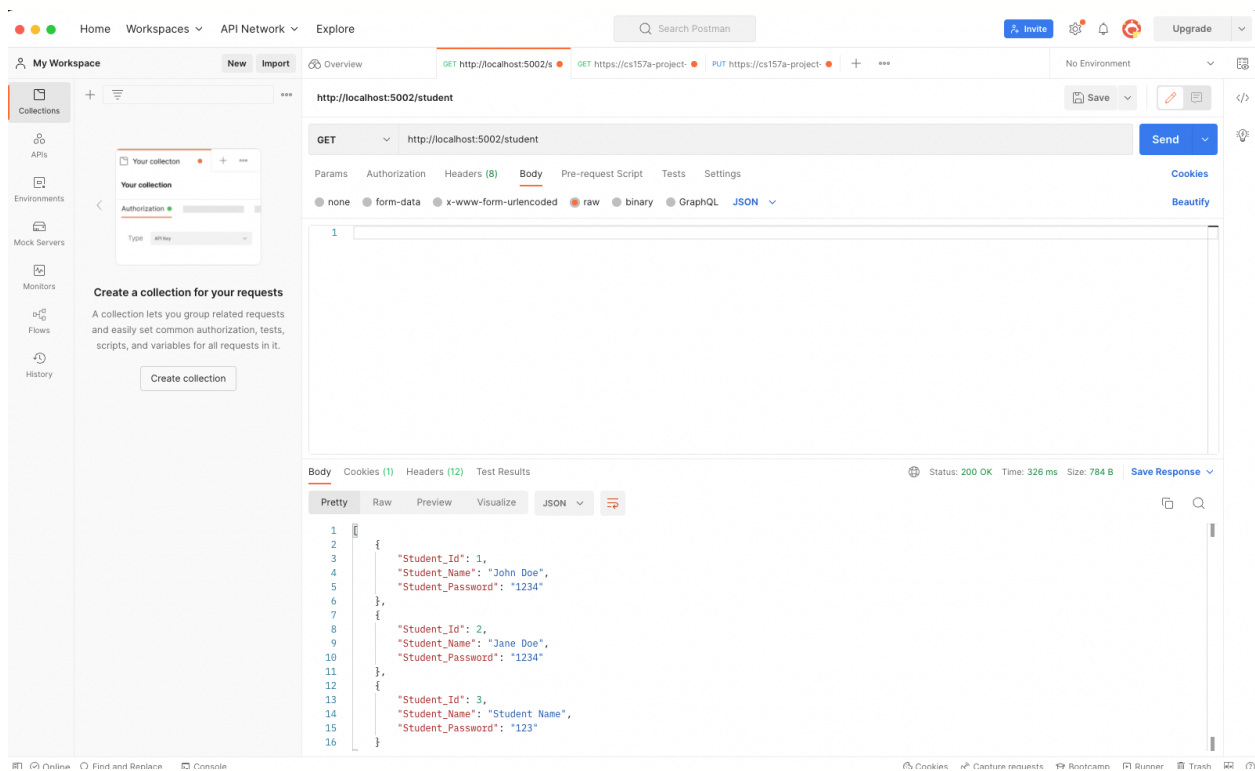 Home Workspaces API Network Explore Search Postman Invite Upgrade
My Workspace New Import Overview GET http://localhost:5002/s GET https://cs157a-project- PUT https://cs157a-project- No Environment
http://localhost:5002/student Save
Collections
APIs
Environments
Mock Servers
Monitors
Flows
History
Your collecton
Your collection
Authorization
Type API Key
Create a collection for your requests
A collection lets you group related requests
and easily set common authorization, tests,
scripts, and variables for all requests in it.
Create collection
GET http://localhost:5002/student Send
Params Authorization Headers (8) Body Pre-request Script Tests Settings Cookies
none form-data x-www-form-urlencoded raw binary GraphQL JSON Beautify
1
Body Cookies (1) Headers (12) Test Results Status: 200 OK Time: 326 ms Size: 784 B Save Response
Pretty Raw Preview Visualize JSON
1 [
2 {
3 "Student_Id": 1,
4 "Student_Name": "John Doe",
5 "Student_Password": "1234"
6 },
7 {
8 "Student_Id": 2,
9 "Student_Name": "Jane Doe",
10 "Student_Password": "1234"
11 },
12 {
13 "Student_Id": 3,
14 "Student_Name": "Student Name",
15 "Student_Password": "123"
16 }
Online Find and Replace Console Cookies Capture requests Bootcamp Runner Trash